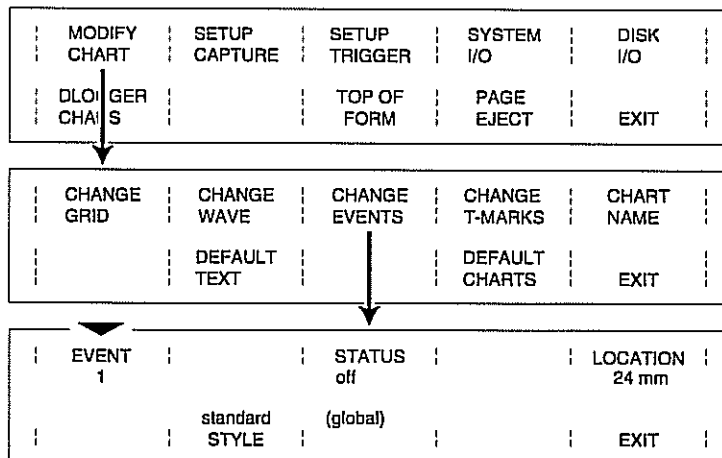 MODIFY SETUP SETUP SYSTEM DISK
CHART CAPTURE TRIGGER I/O I/O
DLOGGER TOP OF PAGE
CHANS FORM EJECT EXIT
CHANGE CHANGE CHANGE CHANGE CHART
GRID WAVE EVENTS T-MARKS NAME
DEFAULT DEFAULT
TEXT CHARTS EXIT
EVENT STATUS LOCATION
1 off 24 mm
standard (global)
STYLE EXIT